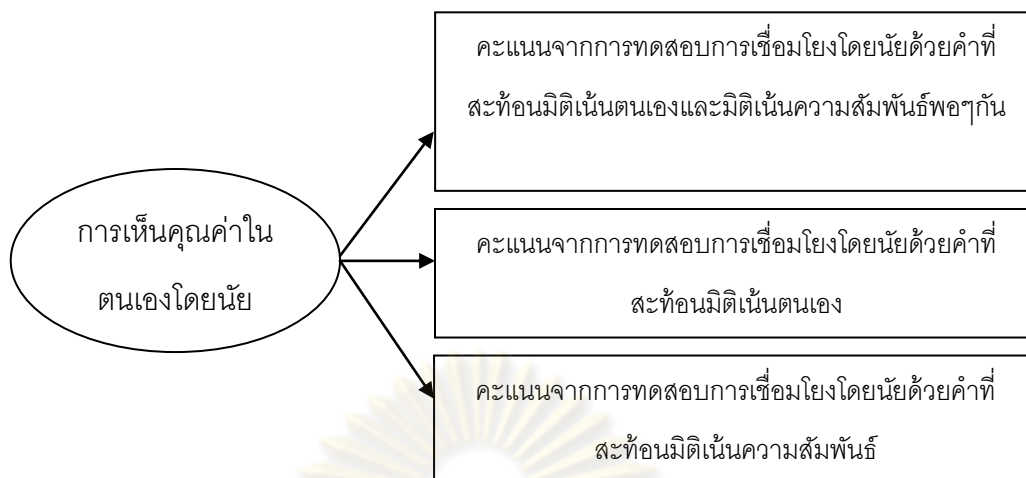 คะแนนจากการทดสอบการเชื่อมโยงโดยนัยด้วยคำที่
สะท้อนมิติเน้นตนเองและมิติเน้นความสัมพันธ์พอๆกัน
การเห็นคุณค่าใน
ตนเองโดยนัย
คะแนนจากการทดสอบการเชื่อมโยงโดยนัยด้วยคำที่
สะท้อนมิติเน้นตนเอง
คะแนนจากการทดสอบการเชื่อมโยงโดยนัยด้วยคำที่
สะท้อนมิติเน้นความสัมพันธ์